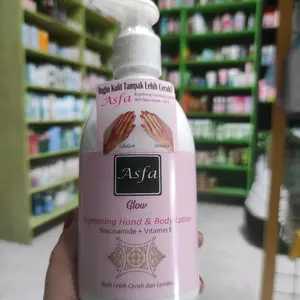 Ingin Kulit Tampak Lebih Cerah?
Asfa
Sebelum
Sesudah
Asfa
Glow
Brightening Hand & Body Lotion
Niacinamide + Vitamin E
Kulit Lebih Cerah dan Lembut